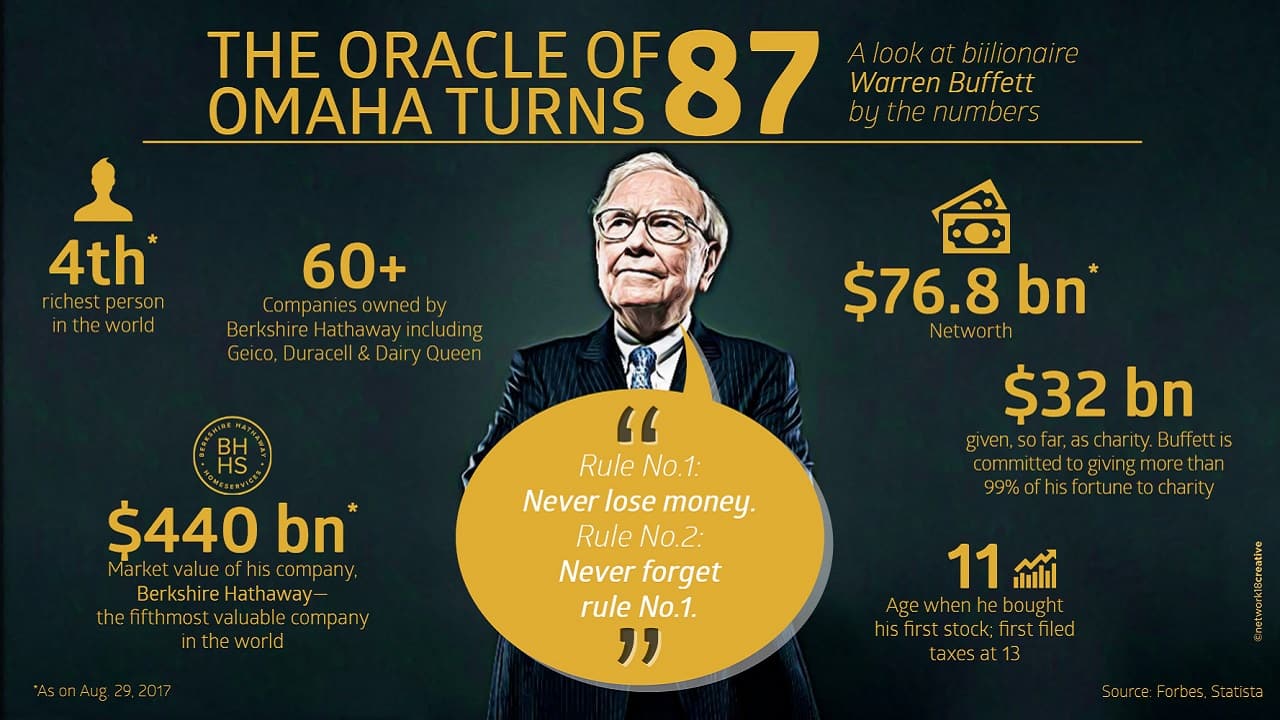 THE ORACLE OF
OMAHA TURNS
87
A look at biilionaire
Warren Buffett
by the numbers
4th*
richest person
in the world
60+
Companies owned by
Berkshire Hathaway including
Geico, Duracell & Dairy Queen
BERKSHIRE HATHAWAY
BH
HS
HOMESERVICES
$440 bn*
Market value of his company,
Berkshire Hathaway—
the fifthmost valuable company
in the world
“
Rule No.1:
Never lose money.
Rule No.2:
Never forget
rule No.1.
”
$76.8 bn*
Networth
$32 bn
given, so far, as charity. Buffett is
committed to giving more than
99% of his fortune to charity
11
Age when he bought
his first stock; first filed
taxes at 13
©network18creative
*As on Aug. 29, 2017
Source: Forbes, Statista